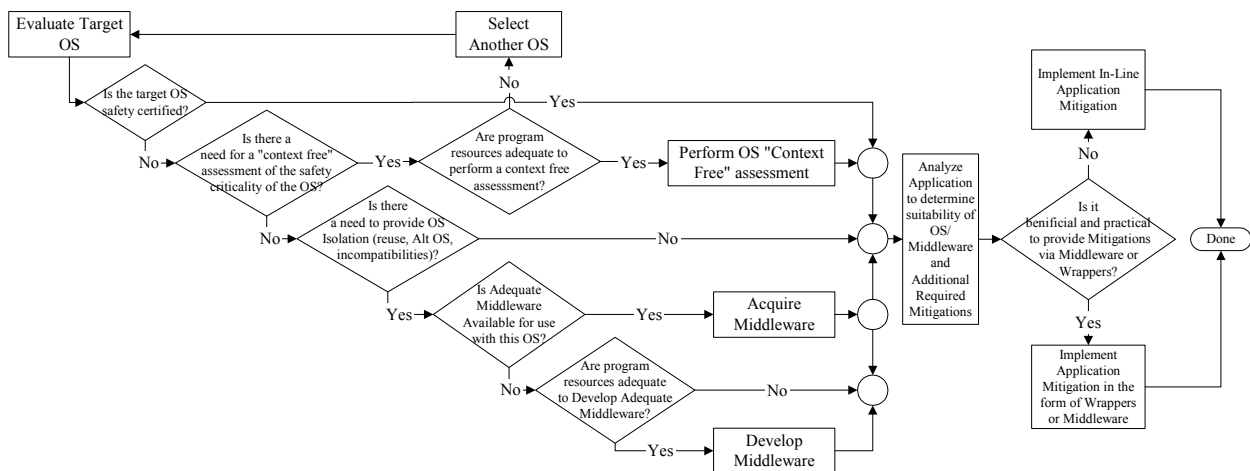 Evaluate Target
OS
Select
Another OS
No
Is the target OS
safety certified?
Yes
No
Is there a
need for a "context free"
assessment of the safety
criticality of the OS?
Yes
Are program
resources adequate to
perform a context free
assesssment?
Yes
Perform OS "Context
Free" assessment
No
Is there
a need to provide OS
Isolation (reuse, Alt OS,
incompatibilities)?
No
Yes
Is Adequate
Middleware
Available for use
with this OS?
Yes
Acquire
Middleware
No
Are program
resources adequate
to Develop Adequate
Middleware?
No
Yes
Develop
Middleware
Analyze
Application
to determine
suitability of
OS/
Middleware
and
Additional
Required
Mitigations
Implement In-Line
Application
Mitigation
No
Is it
benificial and practical
to provide Mitigations
via Middleware or
Wrappers?
Yes
Implement
Application
Mitigation in the
form of Wrappers
or Middleware
Done